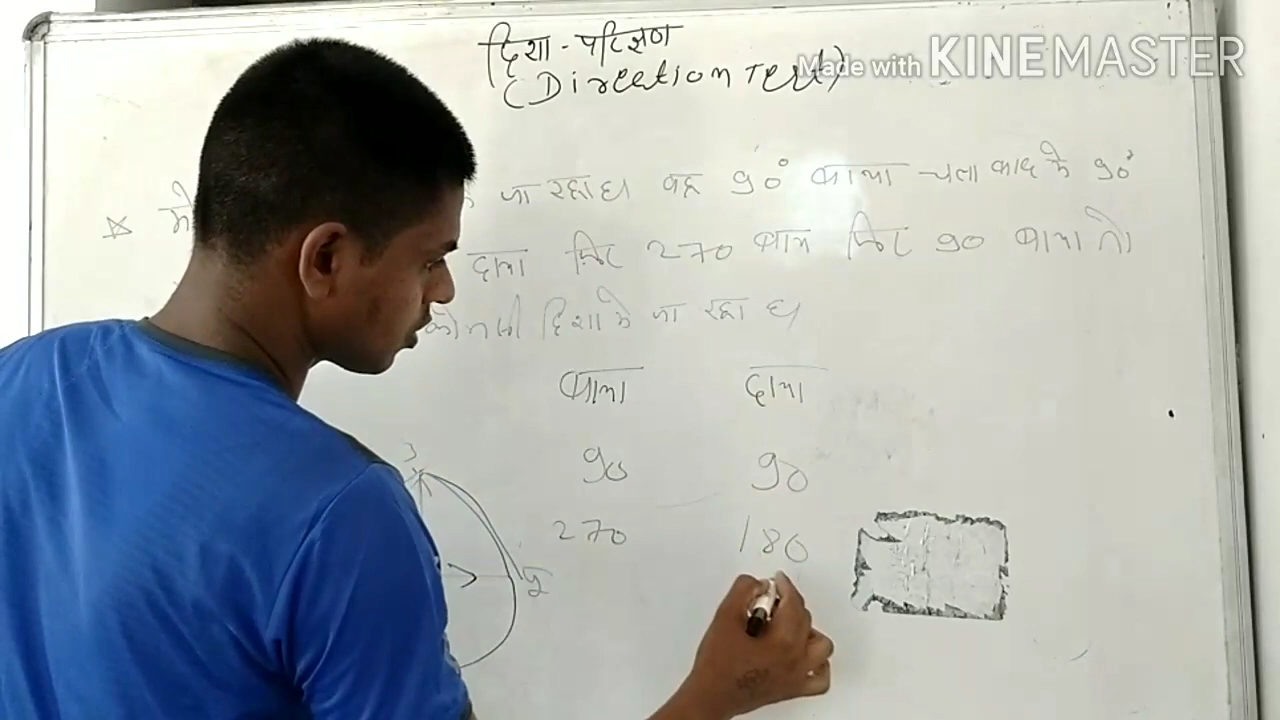 दिशा - परिक्षण
(Direction Test)
Made with KINEMASTER
जा रहा है। वह 90° बाया चला बाद में 90°
दाया फिर 270 बाया फिर 90 बाया तो
कौनसी दिशा में जा रहा है।
बाया दाया
90 90
270 180
उ
पू